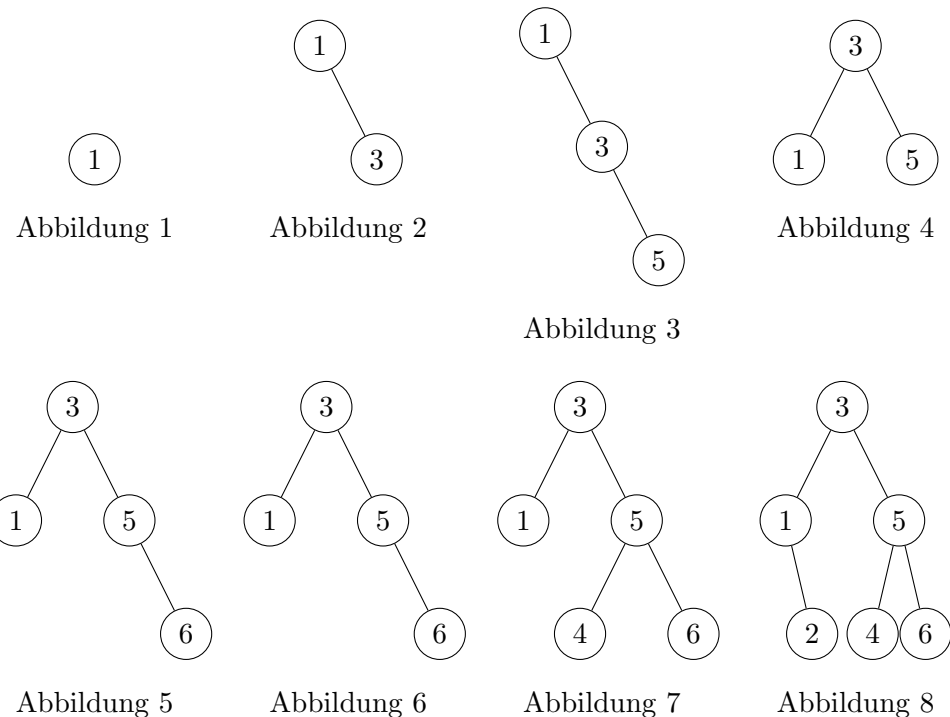 1
1
3
1
3
5
3
1 5
Abbildung 1
Abbildung 2
Abbildung 3
Abbildung 4
3
1 5
6
3
1 5
6
3
1 5
4 6
3
1 5
2 4 6
Abbildung 5
Abbildung 6
Abbildung 7
Abbildung 8